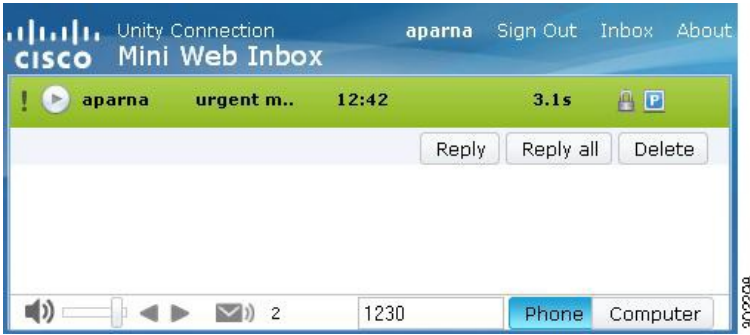 Unity Connection
aparna Sign Out Inbox About
CISCO Mini Web Inbox
! aparna urgent m.. 12:42 3.1s P
Reply Reply all Delete
2 1230 Phone Computer